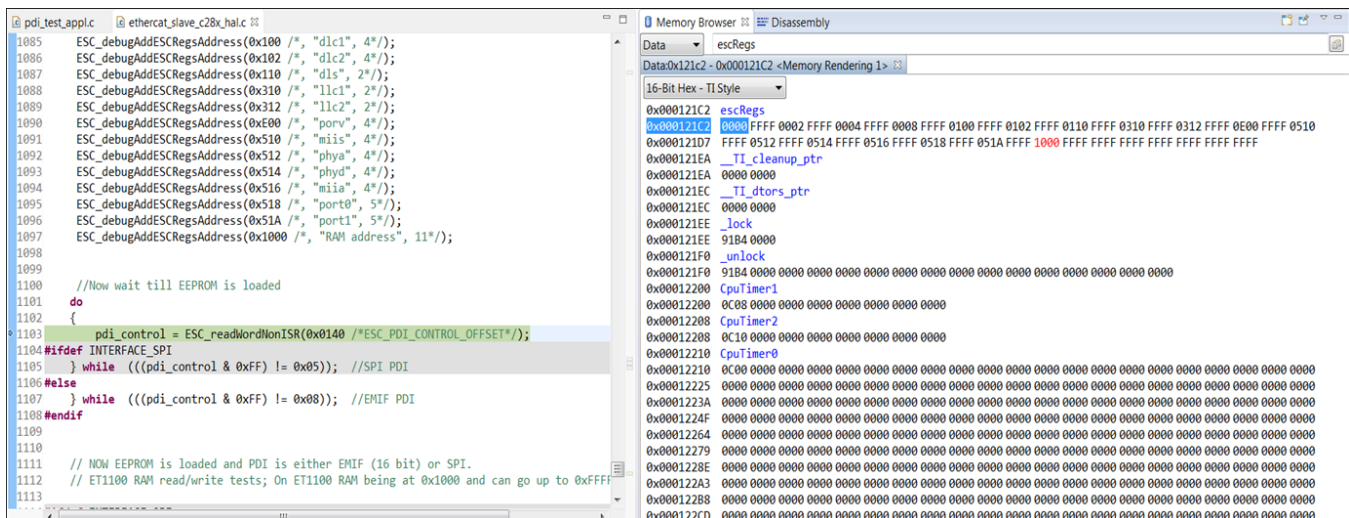 pdi_test_appl.c
ethercat_slave_c28x_hal.c
1085 ESC_debugAddESCRegsAddress(0x100 /*, "dlc1", 4*/);
1086 ESC_debugAddESCRegsAddress(0x102 /*, "dlc2", 4*/);
1087 ESC_debugAddESCRegsAddress(0x110 /*, "dls", 2*/);
1088 ESC_debugAddESCRegsAddress(0x310 /*, "llc1", 2*/);
1089 ESC_debugAddESCRegsAddress(0x312 /*, "llc2", 2*/);
1090 ESC_debugAddESCRegsAddress(0xE00 /*, "porv", 4*/);
1091 ESC_debugAddESCRegsAddress(0x510 /*, "miis", 4*/);
1092 ESC_debugAddESCRegsAddress(0x512 /*, "phya", 4*/);
1093 ESC_debugAddESCRegsAddress(0x514 /*, "phyd", 4*/);
1094 ESC_debugAddESCRegsAddress(0x516 /*, "miia", 4*/);
1095 ESC_debugAddESCRegsAddress(0x518 /*, "port0", 5*/);
1096 ESC_debugAddESCRegsAddress(0x51A /*, "port1", 5*/);
1097 ESC_debugAddESCRegsAddress(0x1000 /*, "RAM address", 11*/);
1098
1099
1100 //Now wait till EEPROM is loaded
1101 do
1102 {
1103 pdi_control = ESC_readWordNonISR(0x0140 /*ESC_PDI_CONTROL_OFFSET*/);
1104 #ifdef INTERFACE_SPI
1105 } while (((pdi_control & 0xFF) != 0x05)); //SPI PDI
1106 #else
1107 } while (((pdi_control & 0xFF) != 0x08)); //EMIF PDI
1108 #endif
1109
1110
1111 // NOW EEPROM is loaded and PDI is either EMIF (16 bit) or SPI.
1112 // ET1100 RAM read/write tests; On ET1100 RAM being at 0x1000 and can go up to 0xFFFF
1113
Memory Browser
Disassembly
Data
escRegs
Data:0x121c2 - 0x000121C2 <Memory Rendering 1>
16-Bit Hex - TI Style
0x000121C2 escRegs
0x000121C2 0000 FFFF 0002 FFFF 0004 FFFF 0008 FFFF 0100 FFFF 0102 FFFF 0110 FFFF 0310 FFFF 0312 FFFF 0E00 FFFF 0510
0x000121D7 FFFF 0512 FFFF 0514 FFFF 0516 FFFF 0518 FFFF 051A FFFF 1000 FFFF FFFF FFFF FFFF FFFF FFFF FFFF
0x000121EA __TI_cleanup_ptr
0x000121EA 0000 0000
0x000121EC __TI_dtors_ptr
0x000121EC 0000 0000
0x000121EE _lock
0x000121EE 91B4 0000
0x000121F0 _unlock
0x000121F0 91B4 0000 0000 0000 0000 0000 0000 0000 0000 0000 0000 0000 0000 0000 0000 0000
0x00012200 CpuTimer1
0x00012200 0C08 0000 0000 0000 0000 0000 0000 0000
0x00012208 CpuTimer2
0x00012208 0C10 0000 0000 0000 0000 0000 0000 0000
0x00012210 CpuTimer0
0x00012210 0C00 0000 0000 0000 0000 0000 0000 0000 0000 0000 0000 0000 0000 0000 0000 0000 0000 0000 0000 0000 0000
0x00012225 0000 0000 0000 0000 0000 0000 0000 0000 0000 0000 0000 0000 0000 0000 0000 0000 0000 0000 0000 0000 0000
0x0001223A 0000 0000 0000 0000 0000 0000 0000 0000 0000 0000 0000 0000 0000 0000 0000 0000 0000 0000 0000 0000 0000
0x0001224F 0000 0000 0000 0000 0000 0000 0000 0000 0000 0000 0000 0000 0000 0000 0000 0000 0000 0000 0000 0000 0000
0x00012264 0000 0000 0000 0000 0000 0000 0000 0000 0000 0000 0000 0000 0000 0000 0000 0000 0000 0000 0000 0000 0000
0x00012279 0000 0000 0000 0000 0000 0000 0000 0000 0000 0000 0000 0000 0000 0000 0000 0000 0000 0000 0000 0000 0000
0x0001228E 0000 0000 0000 0000 0000 0000 0000 0000 0000 0000 0000 0000 0000 0000 0000 0000 0000 0000 0000 0000 0000
0x000122A3 0000 0000 0000 0000 0000 0000 0000 0000 0000 0000 0000 0000 0000 0000 0000 0000 0000 0000 0000 0000 0000
0x000122B8 0000 0000 0000 0000 0000 0000 0000 0000 0000 0000 0000 0000 0000 0000 0000 0000 0000 0000 0000 0000 0000
0x000122CD 0000 0000 0000 0000 0000 0000 0000 0000 0000 0000 0000 0000 0000 0000 0000 0000 0000 0000 0000 0000 0000